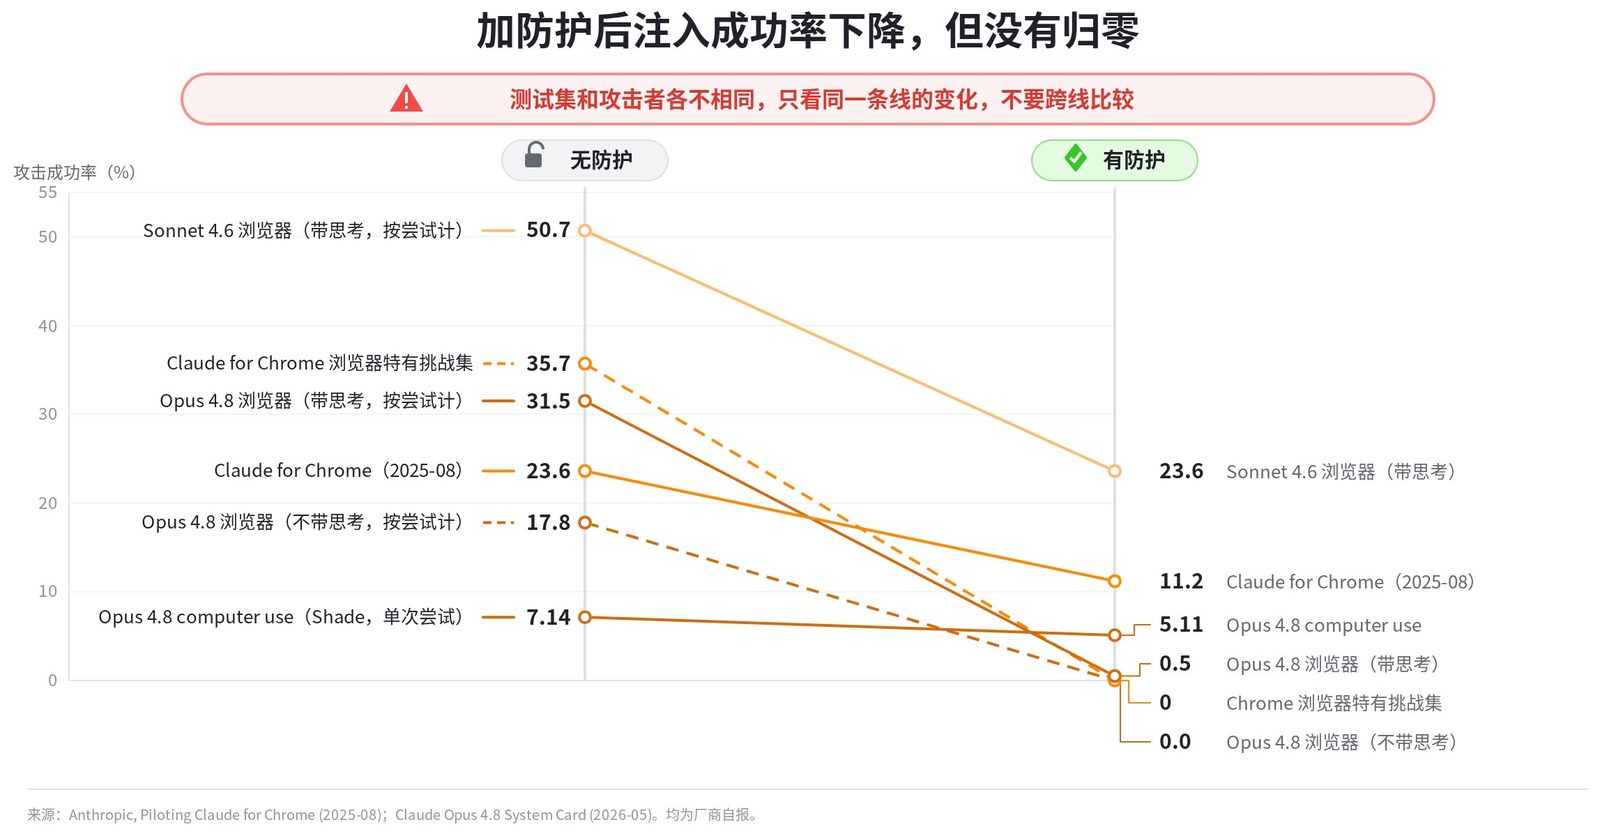 加防护后注入成功率下降，但没有归零
测试集和攻击者各不相同，只看同一条线的变化，不要跨线比较
无防护
有防护
攻击成功率（%）
55
50
40
30
20
10
0
Sonnet 4.6 浏览器（带思考，按尝试计） 50.7
Claude for Chrome 浏览器特有挑战集 35.7
Opus 4.8 浏览器（带思考，按尝试计） 31.5
Claude for Chrome（2025-08） 23.6
Opus 4.8 浏览器（不带思考，按尝试计） 17.8
Opus 4.8 computer use（Shade，单次尝试） 7.14
23.6 Sonnet 4.6 浏览器（带思考）
11.2 Claude for Chrome（2025-08）
5.11 Opus 4.8 computer use
0.5 Opus 4.8 浏览器（带思考）
0 Chrome 浏览器特有挑战集
0.0 Opus 4.8 浏览器（不带思考）
来源：Anthropic, Piloting Claude for Chrome (2025-08)；Claude Opus 4.8 System Card (2026-05)。均为厂商自报。